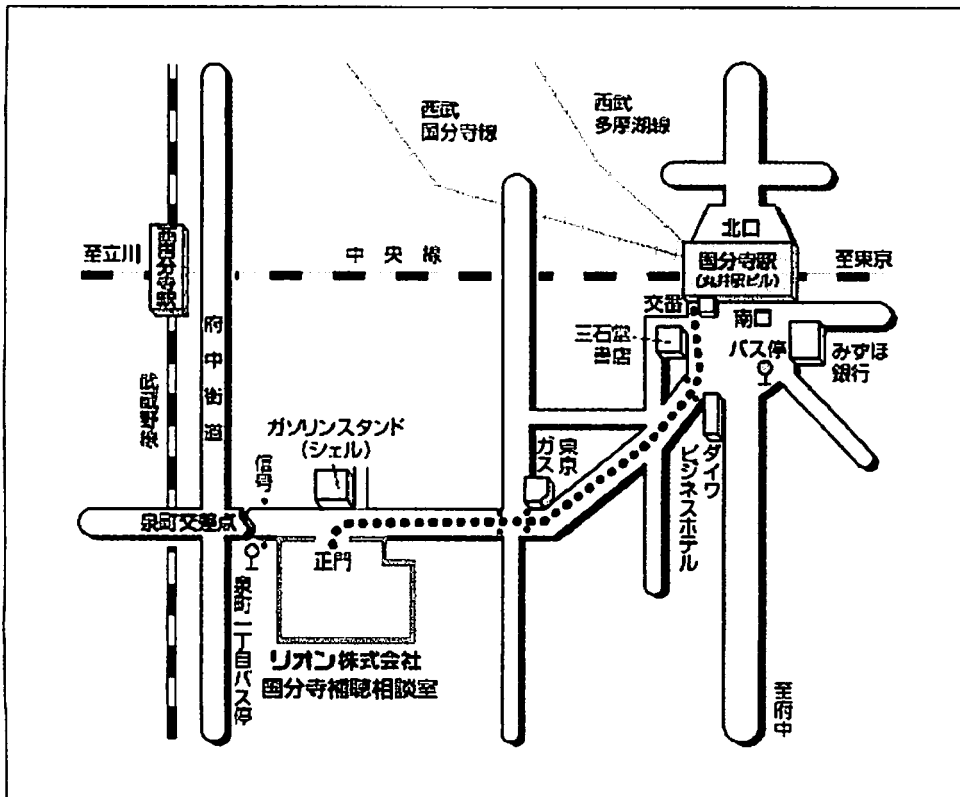 西武
国分寺線
西武
多摩湖線
北口
国分寺駅
(丸井駅ビル)
至立川
西国分寺駅
中央線
至東京
交番
南口
三石堂
書店
バス停
みずほ
銀行
府中街道
武蔵野線
ガソリンスタンド
(シェル)
東京
ガス
ダイワ
ビジネスホテル
信号
泉町交差点
正門
泉町一丁目バス停
リオン株式会社
国分寺補聴相談室
至府中